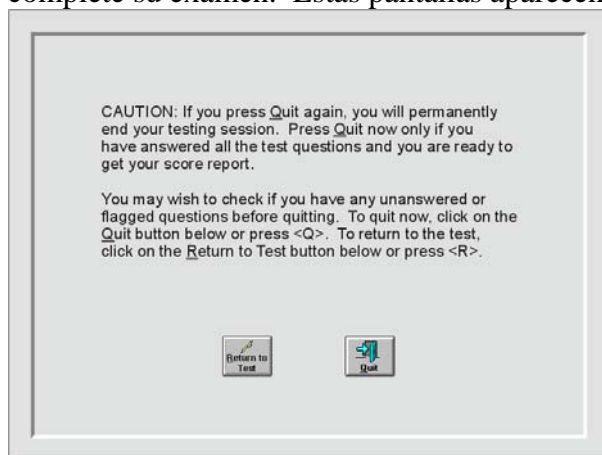 complete su examen. Estas pantallas aparecen
CAUTION: If you press Quit again, you will permanently
end your testing session. Press Quit now only if you
have answered all the test questions and you are ready to
get your score report.
You may wish to check if you have any unanswered or
flagged questions before quitting. To quit now, click on the
Quit button below or press <Q>. To return to the test,
click on the Return to Test button below or press <R>.
Return to
Test
Quit